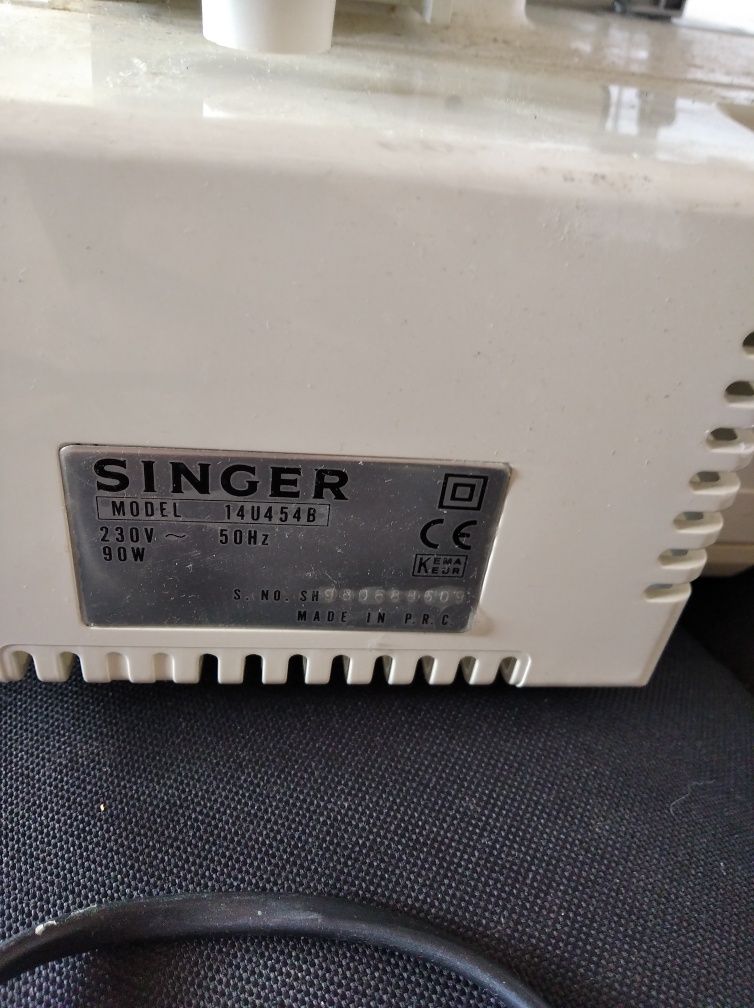 SINGER
MODEL 14U454B
230V ~ 50Hz
90W
CE
KEMA
KEUR
S. NO. SH
MADE IN P.R.C.